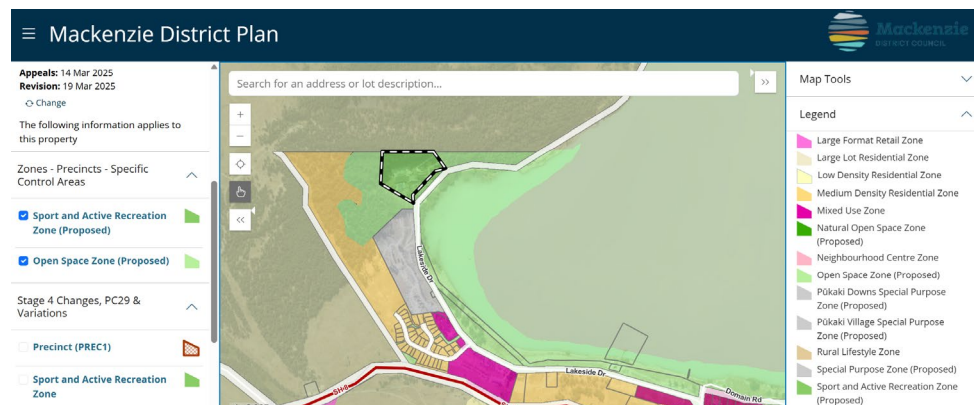 Mackenzie District Plan
Mackenzie
DISTRICT COUNCIL
Appeals: 14 Mar 2025
Revision: 19 Mar 2025
Change
The following information applies to
this property
Zones - Precincts - Specific
Control Areas
Sport and Active Recreation
Zone (Proposed)
Open Space Zone (Proposed)
Stage 4 Changes, PC29 &
Variations
Precinct (PREC1)
Sport and Active Recreation
Zone
Search for an address or lot description...
Lakeside Dr
Lakeside Dr
SH-8
Domain Rd
Map Tools
Legend
Large Format Retail Zone
Large Lot Residential Zone
Low Density Residential Zone
Medium Density Residential Zone
Mixed Use Zone
Natural Open Space Zone
(Proposed)
Neighbourhood Centre Zone
Open Space Zone (Proposed)
Pūkaki Downs Special Purpose
Zone (Proposed)
Pūkaki Village Special Purpose
Zone (Proposed)
Rural Lifestyle Zone
Special Purpose Zone (Proposed)
Sport and Active Recreation Zone
(Proposed)